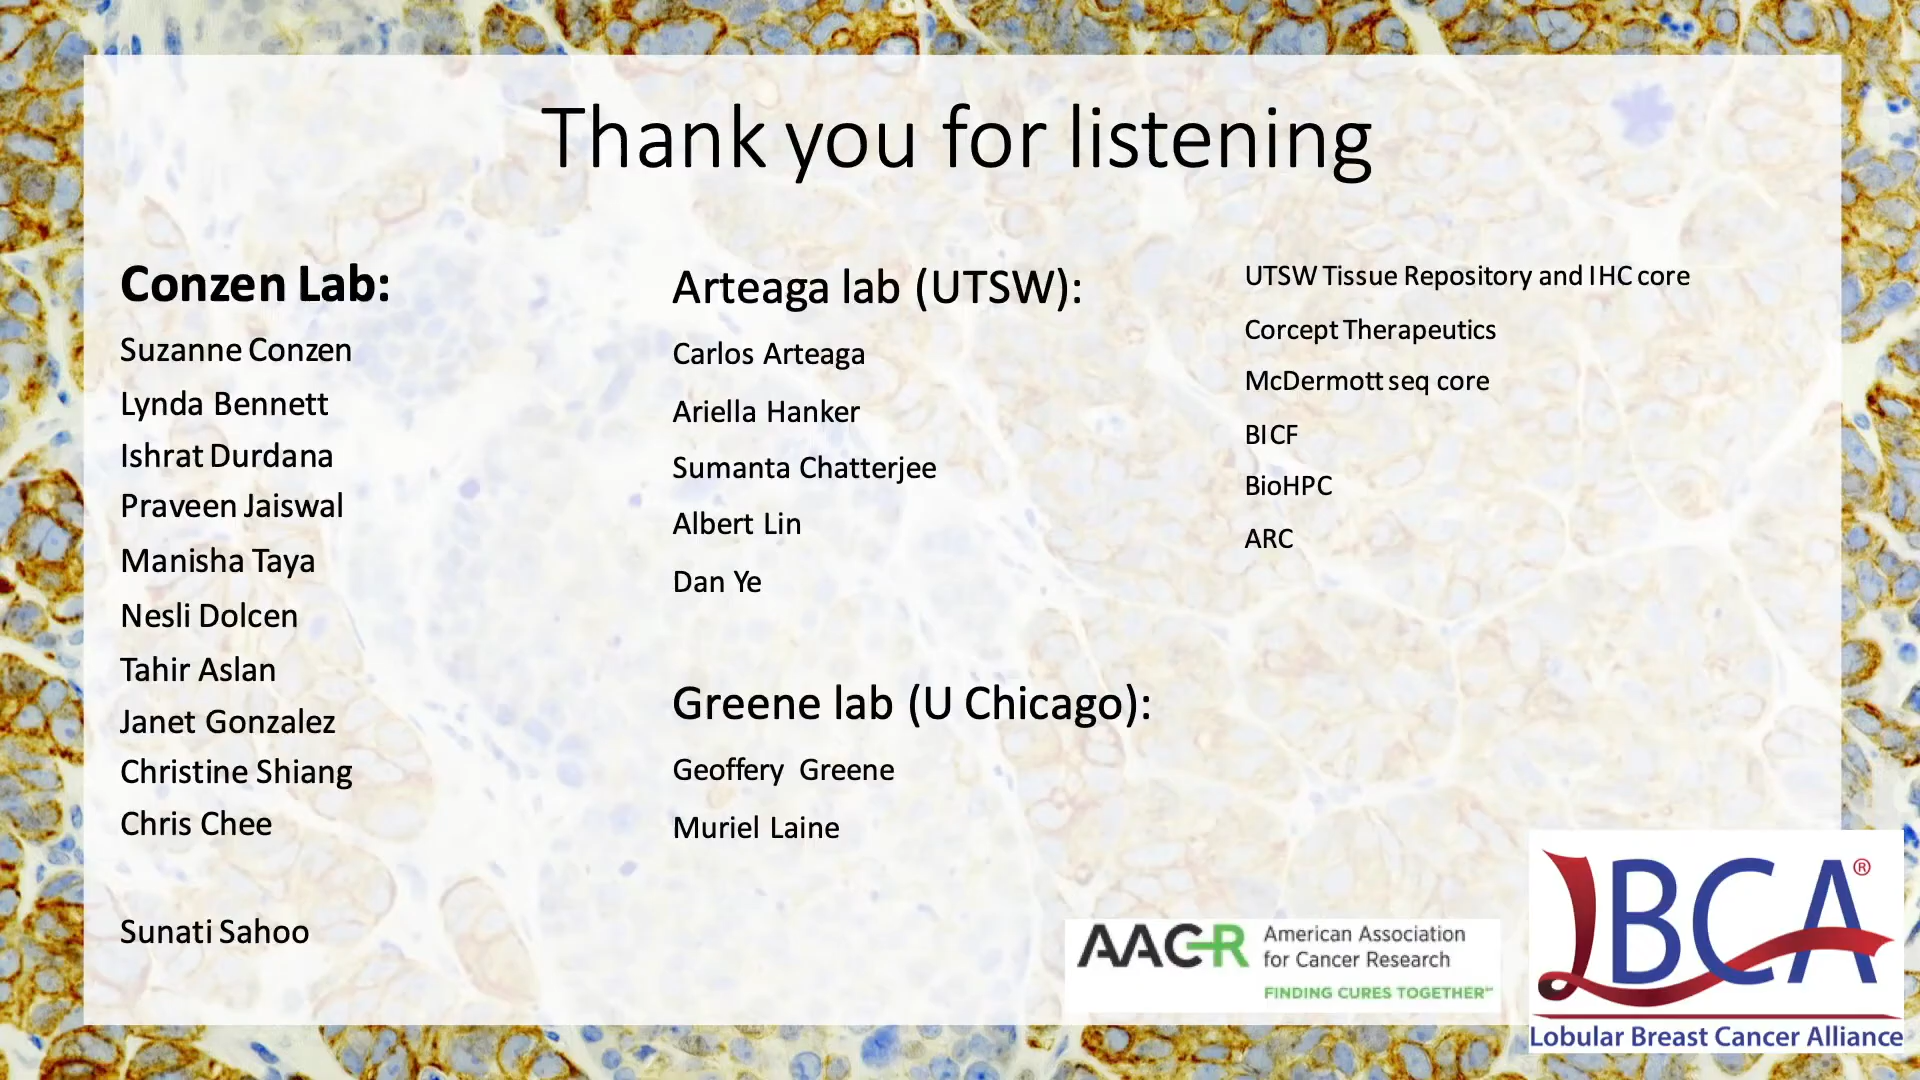 Thank you for listening
Conzen Lab:
Suzanne Conzen
Lynda Bennett
Ishrat Durdana
Praveen Jaiswal
Manisha Taya
Nesli Dolcen
Tahir Aslan
Janet Gonzalez
Christine Shiang
Chris Chee
Sunati Sahoo
Arteaga lab (UTSW):
Carlos Arteaga
Ariella Hanker
Sumanta Chatterjee
Albert Lin
Dan Ye
Greene lab (U Chicago):
Geoffery Greene
Muriel Laine
UTSW Tissue Repository and IHC core
Corcept Therapeutics
McDermott seq core
BICF
BioHPC
ARC
AACR
American Association
for Cancer Research
FINDING CURES TOGETHER℠
LBCA®
Lobular Breast Cancer Alliance